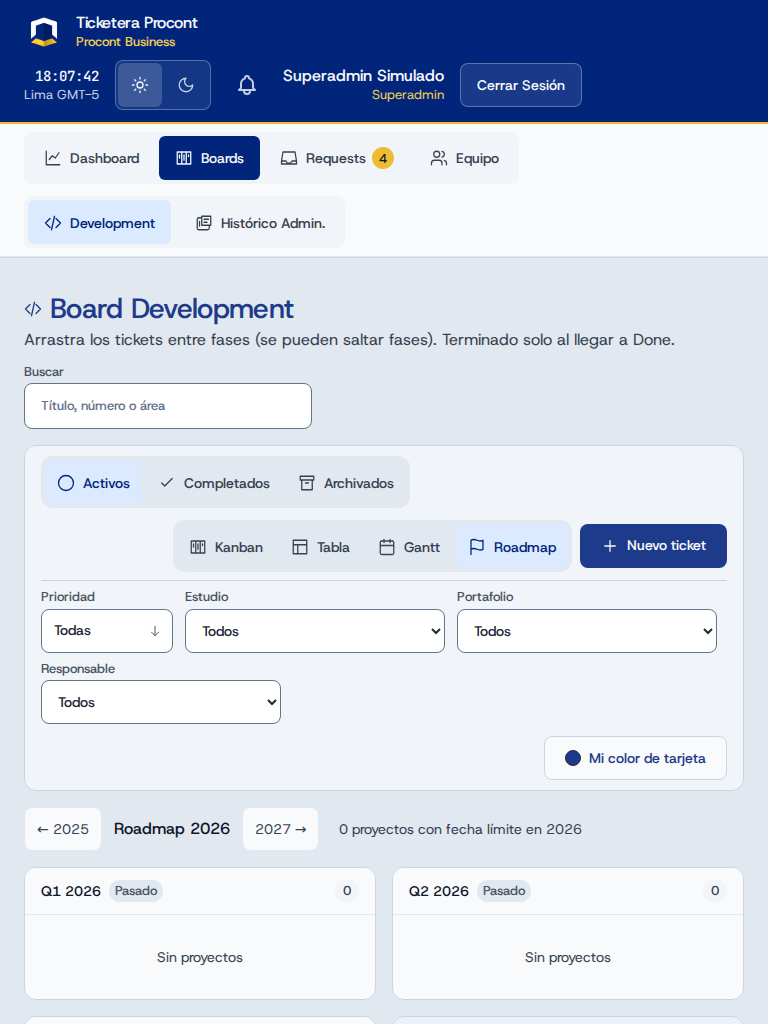 Ticketera Procont
Procont Business
18:07:42
Lima GMT-5
Superadmin Simulado
Superadmin
Cerrar Sesión
Dashboard
Boards
Requests 4
Equipo
Development
Histórico Admin.
Board Development
Arrastra los tickets entre fases (se pueden saltar fases). Terminado solo al llegar a Done.
Buscar
Título, número o área
Activos
Completados
Archivados
Kanban
Tabla
Gantt
Roadmap
Nuevo ticket
Prioridad
Estudio
Portafolio
Todas ↓
Todos
Todos
Responsable
Todos
Mi color de tarjeta
← 2025
Roadmap 2026
2027 →
0 proyectos con fecha límite en 2026
Q1 2026 Pasado 0
Sin proyectos
Q2 2026 Pasado 0
Sin proyectos